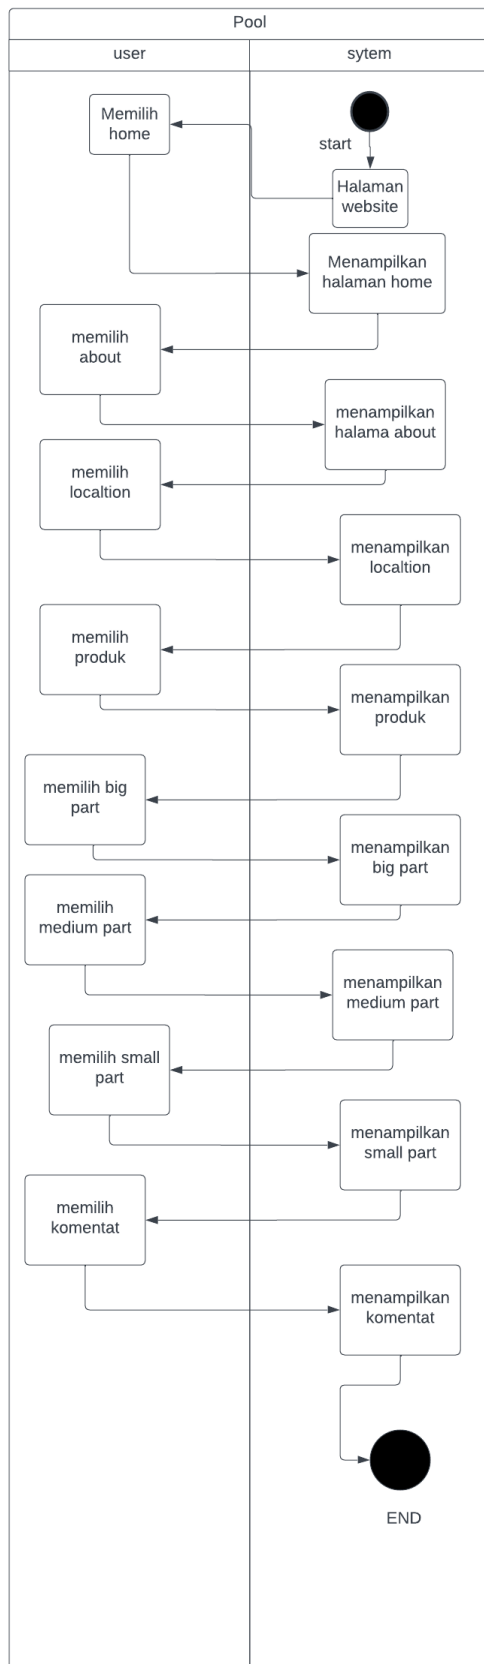 Pool
user
sytem
Memilih
home
start
Halaman
website
Menampilkan
halaman home
memilih
about
menampilkan
halama about
memilih
localtion
menampilkan
localtion
memilih
produk
menampilkan
produk
memilih big
part
menampilkan
big part
memilih
medium part
menampilkan
medium part
memilih small
part
menampilkan
small part
memilih
komentat
menampilkan
komentat
END